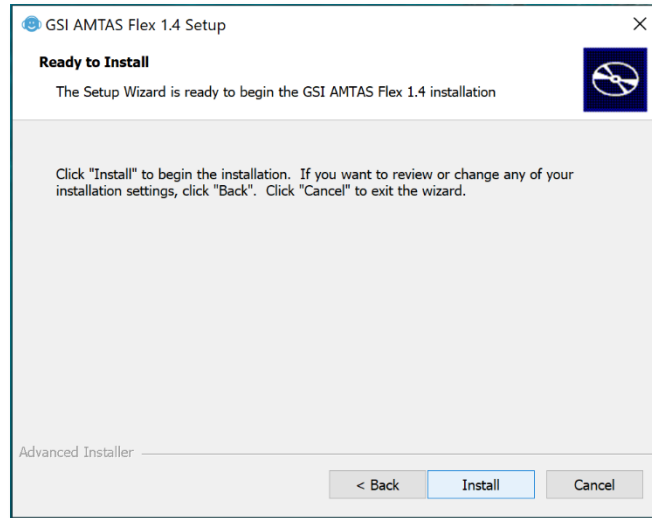 GSI AMTAS Flex 1.4 Setup
Ready to Install
The Setup Wizard is ready to begin the GSI AMTAS Flex 1.4 installation
Click "Install" to begin the installation.  If you want to review or change any of your
installation settings, click "Back".  Click "Cancel" to exit the wizard.
Advanced Installer
< Back Install Cancel